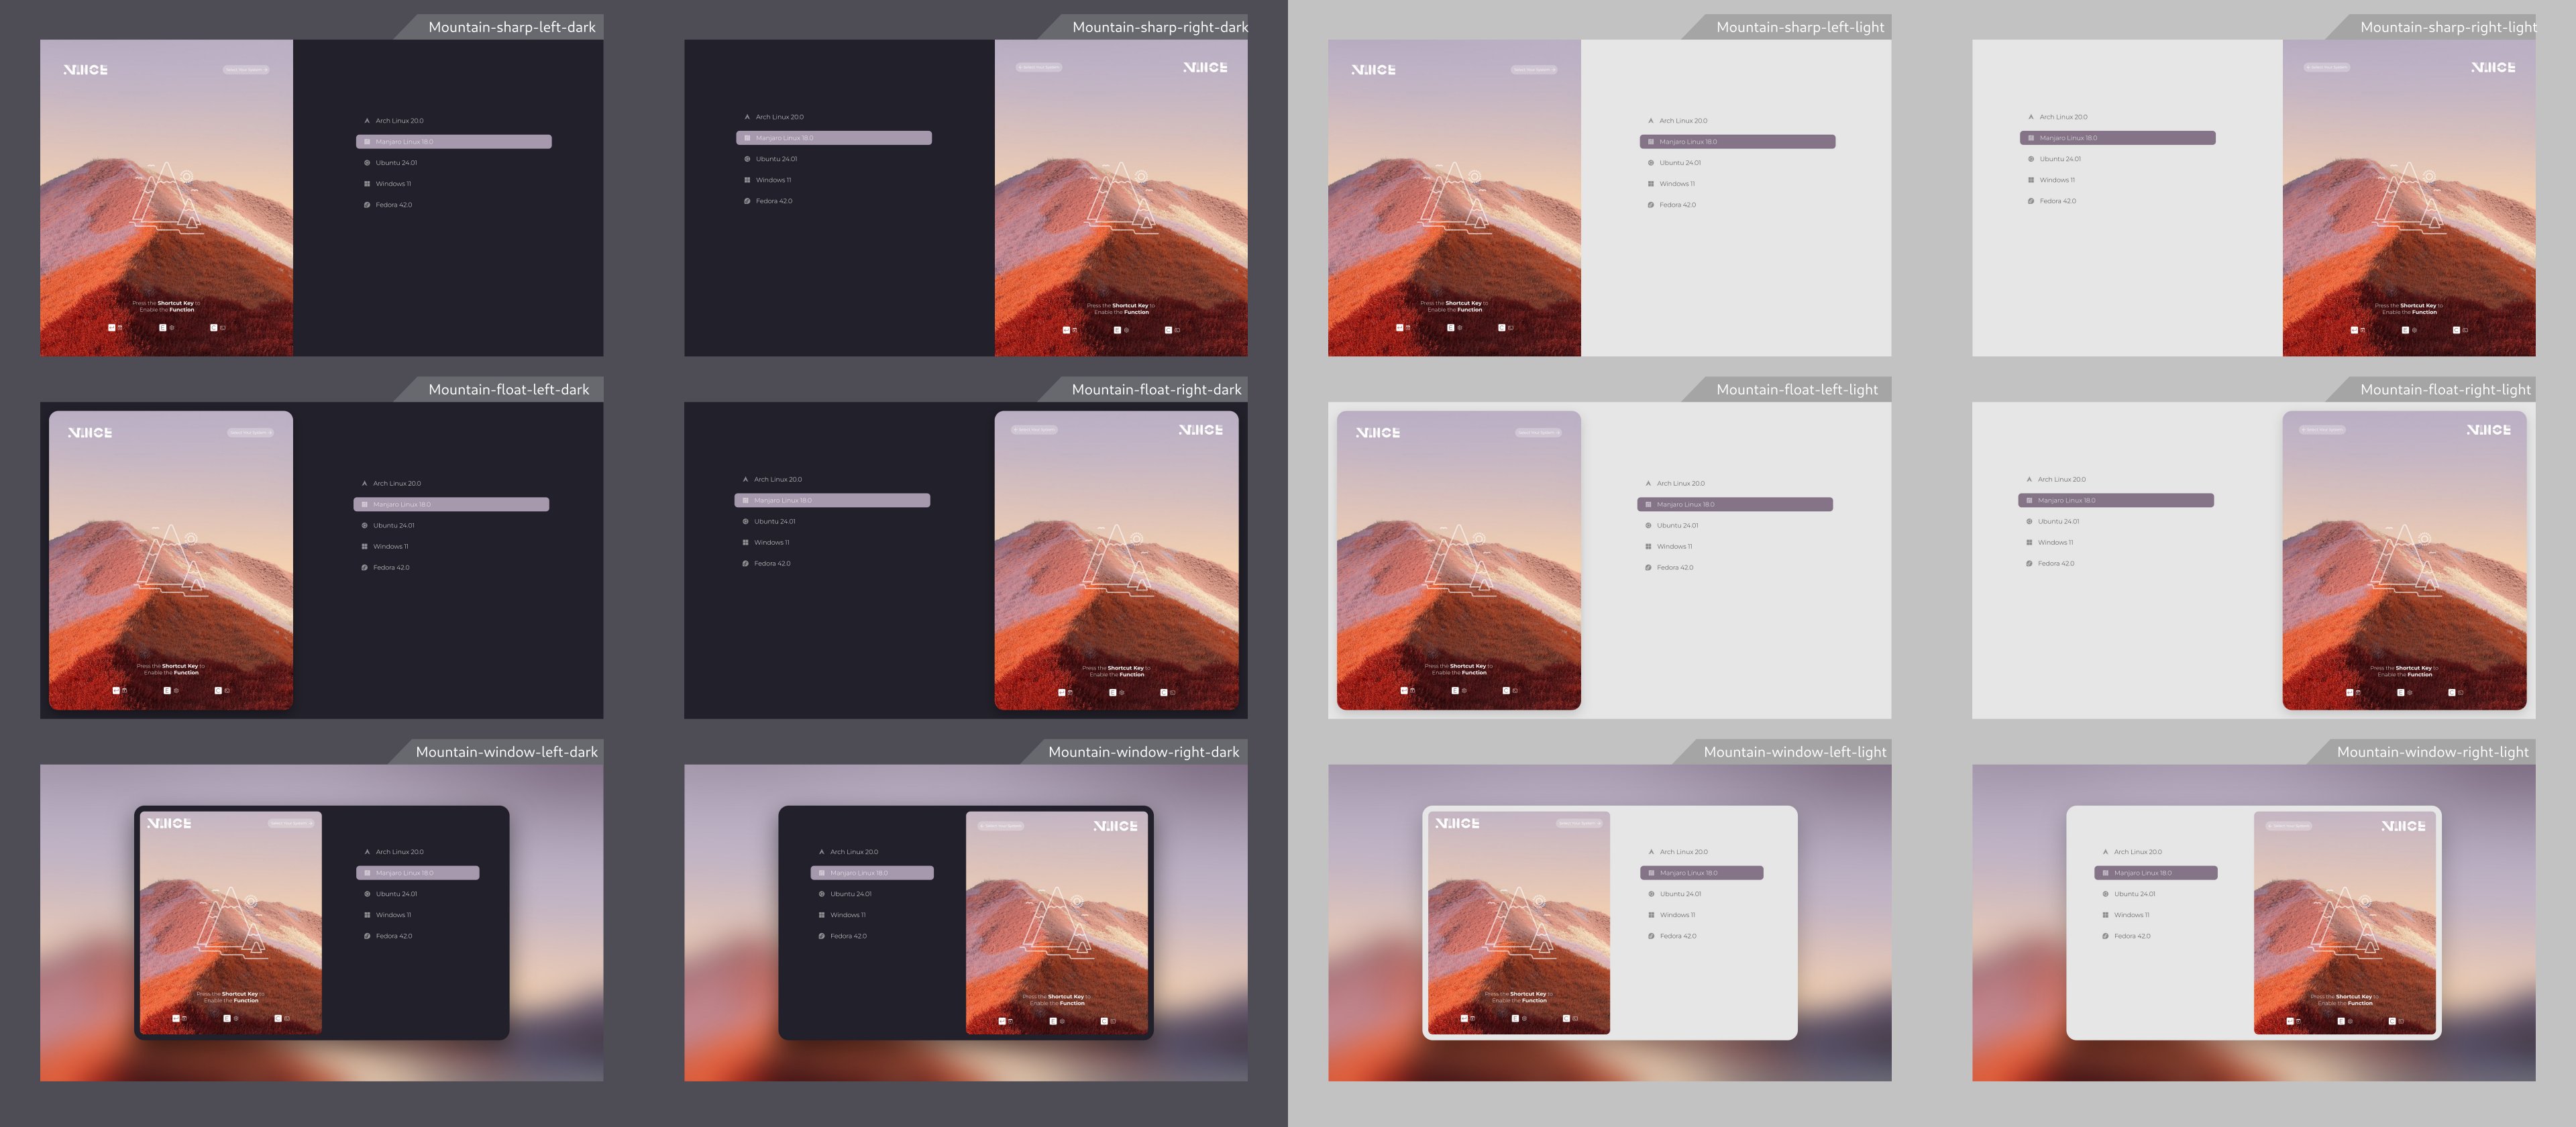 Mountain-sharp-left-dark
Mountain-sharp-right-dark
Mountain-sharp-left-light
Mountain-sharp-right-light
Arch Linux 20.0
Manjaro Linux 18.0
Ubuntu 24.01
Windows 11
Fedora 42.0
Press the Shortcut Key to
Enable the Function
E
C
Arch Linux 20.0
Manjaro Linux 18.0
Ubuntu 24.01
Windows 11
Fedora 42.0
Press the Shortcut Key to
Enable the Function
E
C
Arch Linux 20.0
Manjaro Linux 18.0
Ubuntu 24.01
Windows 11
Fedora 42.0
Press the Shortcut Key to
Enable the Function
E
C
Arch Linux 20.0
Manjaro Linux 18.0
Ubuntu 24.01
Windows 11
Fedora 42.0
Press the Shortcut Key to
Enable the Function
E
C
Mountain-float-left-dark
Mountain-float-right-dark
Mountain-float-left-light
Mountain-float-right-light
Arch Linux 20.0
Manjaro Linux 18.0
Ubuntu 24.01
Windows 11
Fedora 42.0
Press the Shortcut Key to
Enable the Function
E
C
Arch Linux 20.0
Manjaro Linux 18.0
Ubuntu 24.01
Windows 11
Fedora 42.0
Press the Shortcut Key to
Enable the Function
E
C
Arch Linux 20.0
Manjaro Linux 18.0
Ubuntu 24.01
Windows 11
Fedora 42.0
Press the Shortcut Key to
Enable the Function
E
C
Arch Linux 20.0
Manjaro Linux 18.0
Ubuntu 24.01
Windows 11
Fedora 42.0
Press the Shortcut Key to
Enable the Function
E
C
Mountain-window-left-dark
Mountain-window-right-dark
Mountain-window-left-light
Mountain-window-right-light
Arch Linux 20.0
Manjaro Linux 18.0
Ubuntu 24.01
Windows 11
Fedora 42.0
Press the Shortcut Key to
Enable the Function
E
C
Arch Linux 20.0
Manjaro Linux 18.0
Ubuntu 24.01
Windows 11
Fedora 42.0
Press the Shortcut Key to
Enable the Function
E
C
Arch Linux 20.0
Manjaro Linux 18.0
Ubuntu 24.01
Windows 11
Fedora 42.0
Press the Shortcut Key to
Enable the Function
E
C
Arch Linux 20.0
Manjaro Linux 18.0
Ubuntu 24.01
Windows 11
Fedora 42.0
Press the Shortcut Key to
Enable the Function
E
C